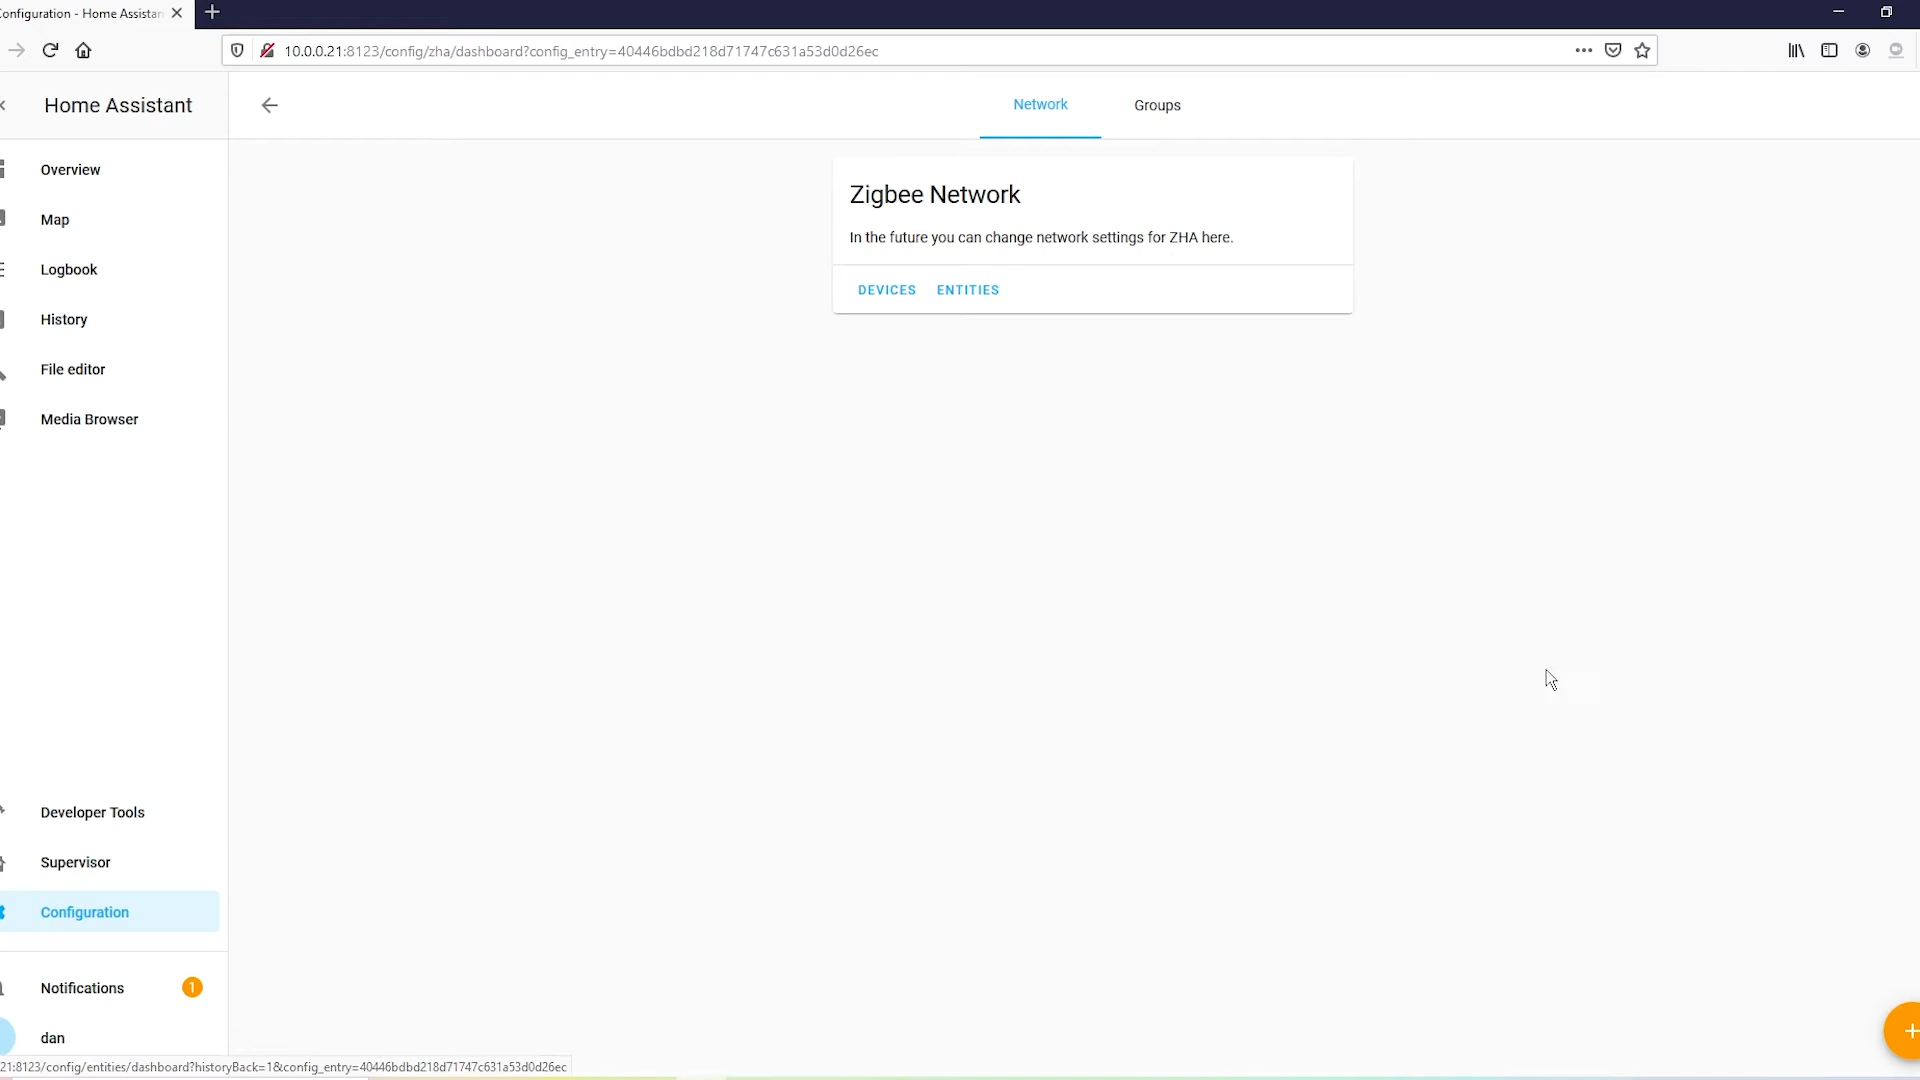 onfiguration - Home Assistan
10.0.0.21:8123/config/zha/dashboard?config_entry=40446bdbd218d71747c631a53d0d26ec
Home Assistant
Network
Groups
Overview
Map
Logbook
History
File editor
Media Browser
Zigbee Network
In the future you can change network settings for ZHA here.
DEVICES ENTITIES
Developer Tools
Supervisor
Configuration
Notifications 1
dan
21:8123/config/entities/dashboard?historyBack=1&config_entry=40446bdbd218d71747c631a53d0d26ec